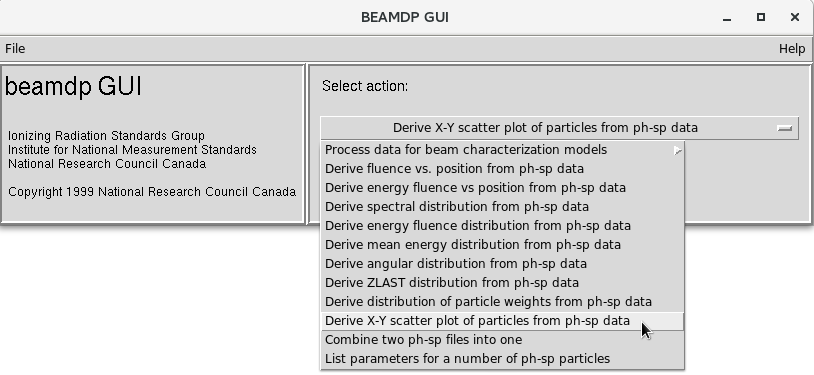 BEAMDP GUI
File
Help
beamdp GUI
Ionizing Radiation Standards Group
Institute for National Measurement Standards
National Research Council Canada
Copyright 1999 National Research Council Canada
Select action:
Derive X-Y scatter plot of particles from ph-sp data
Process data for beam characterization models
Derive fluence vs. position from ph-sp data
Derive energy fluence vs position from ph-sp data
Derive spectral distribution from ph-sp data
Derive energy fluence distribution from ph-sp data
Derive mean energy distribution from ph-sp data
Derive angular distribution from ph-sp data
Derive ZLAST distribution from ph-sp data
Derive distribution of particle weights from ph-sp data
Derive X-Y scatter plot of particles from ph-sp data
Combine two ph-sp files into one
List parameters for a number of ph-sp particles